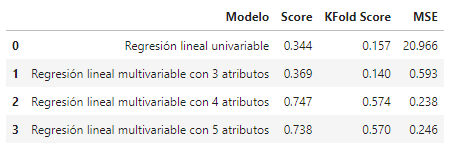 Modelo Score KFold Score MSE
0 Regresión lineal univariable 0.344 0.157 20.966
1 Regresión lineal multivariable con 3 atributos 0.369 0.140 0.593
2 Regresión lineal multivariable con 4 atributos 0.747 0.574 0.238
3 Regresión lineal multivariable con 5 atributos 0.738 0.570 0.246